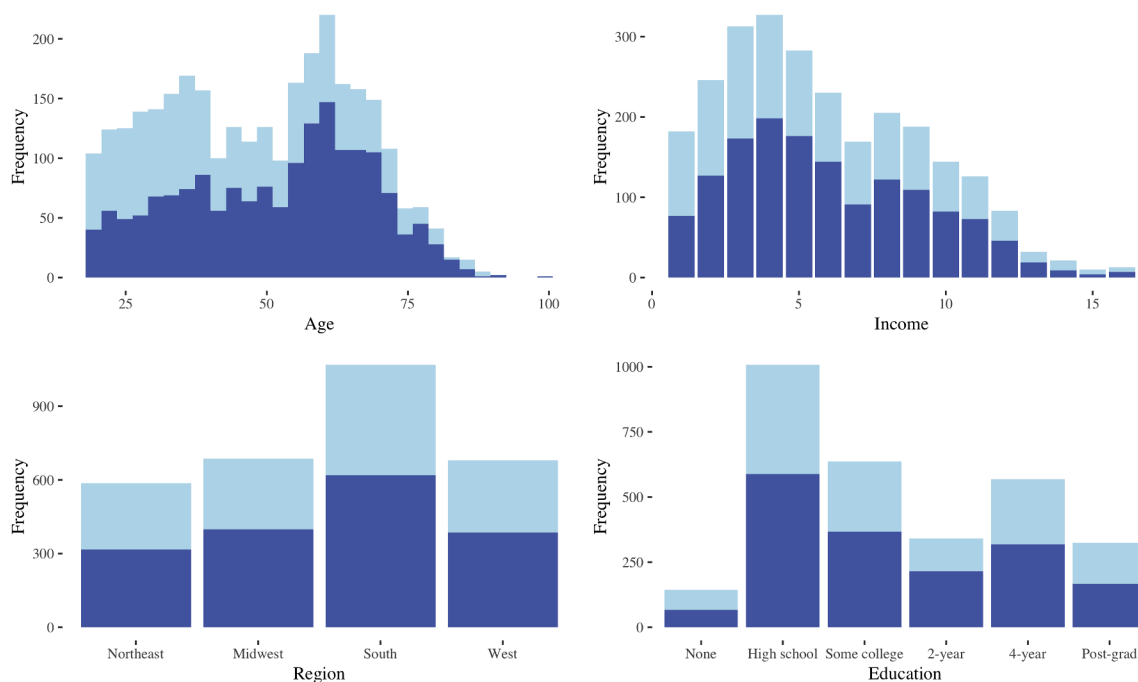 200
150
100
50
0
Frequency
25 50 75 100
Age
300
200
100
0
Frequency
0 5 10 15
Income
900
600
300
0
Frequency
Northeast Midwest South West
Region
1000
750
500
250
0
Frequency
None High school Some college 2-year 4-year Post-grad
Education